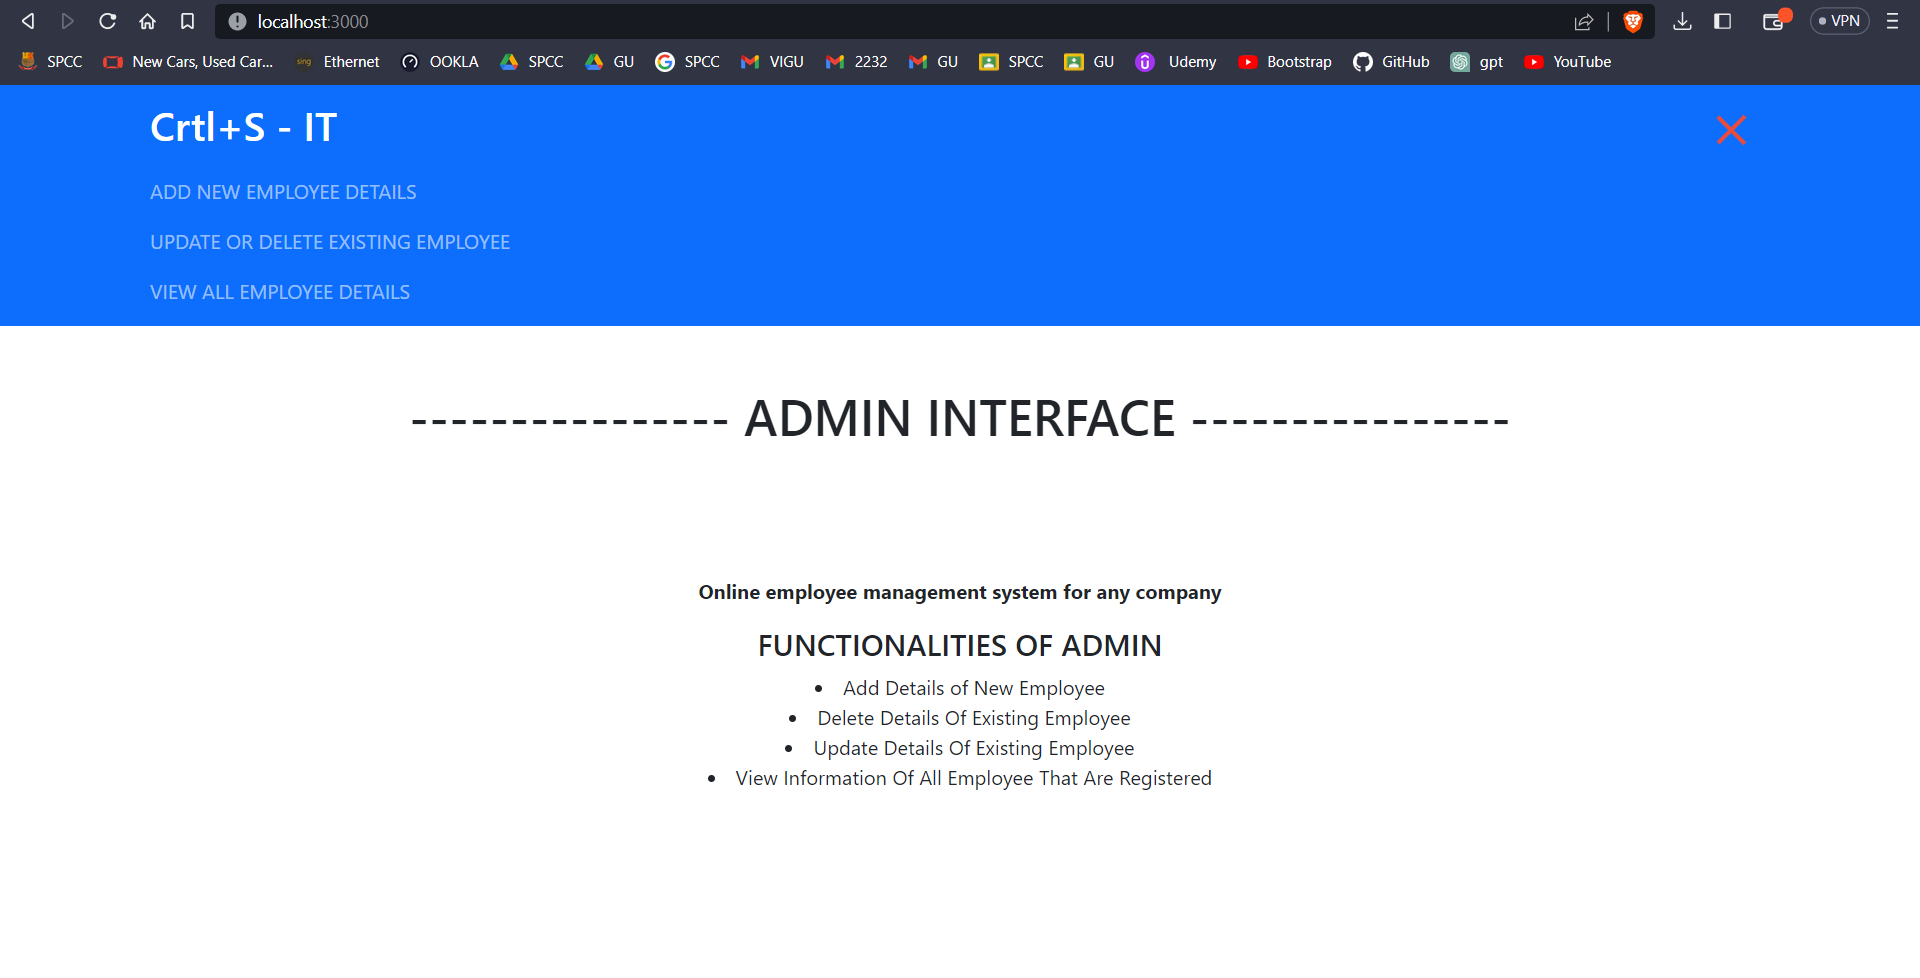 localhost:3000
VPN
SPCC New Cars, Used Car... sing Ethernet OOKLA SPCC GU SPCC VIGU 2232 GU SPCC GU Udemy Bootstrap GitHub gpt YouTube
Crtl+S - IT
ADD NEW EMPLOYEE DETAILS
UPDATE OR DELETE EXISTING EMPLOYEE
VIEW ALL EMPLOYEE DETAILS
---------------- ADMIN INTERFACE ----------------
Online employee management system for any company
FUNCTIONALITIES OF ADMIN
• Add Details of New Employee
• Delete Details Of Existing Employee
• Update Details Of Existing Employee
• View Information Of All Employee That Are Registered